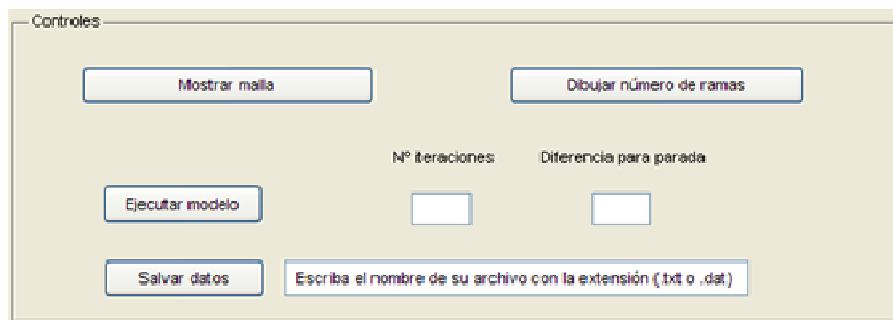 Controles
Mostrar malla
Dibujar número de ramas
Nº iteraciones
Diferencia para parada
Ejecutar modelo
Salvar datos
Escriba el nombre de su archivo con la extensión (.txt o .dat)